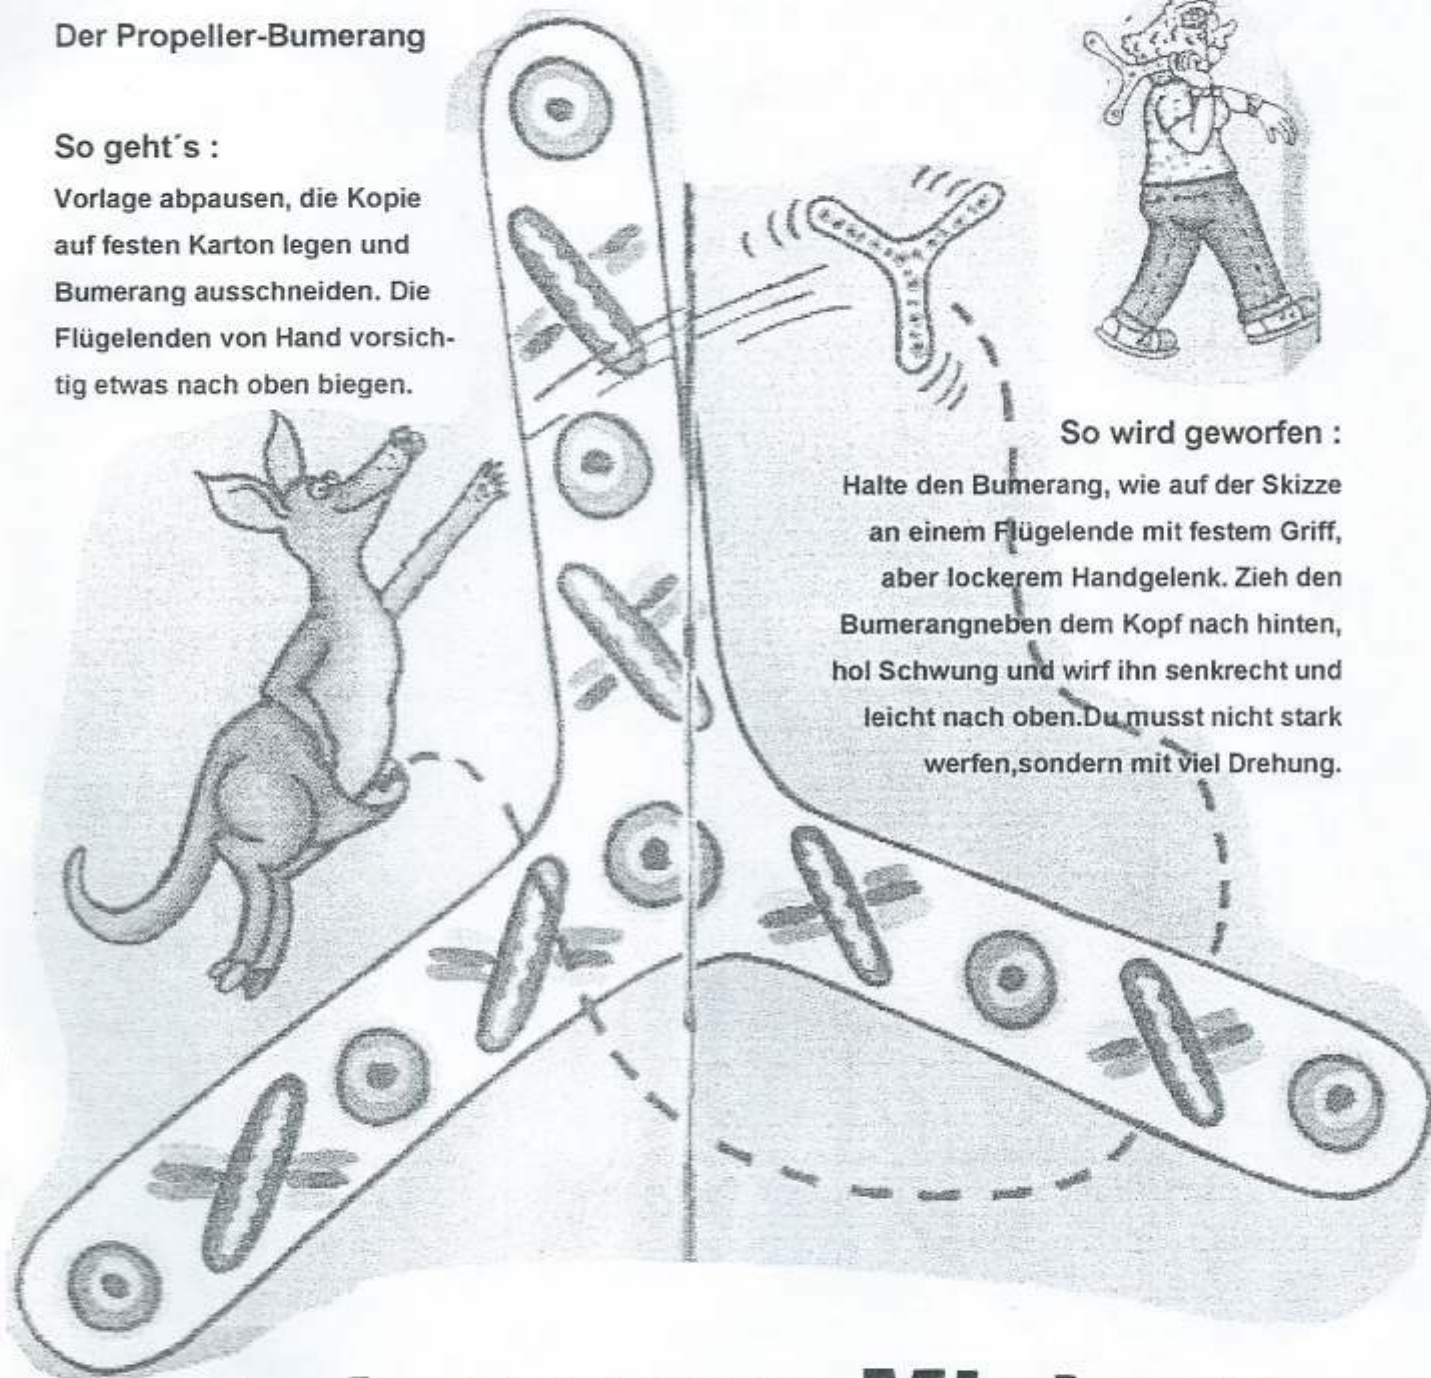 Der Propeller-Bumerang
So geht´s :
Vorlage abpausen, die Kopie
auf festen Karton legen und
Bumerang ausschneiden. Die
Flügelenden von Hand vorsich-
tig etwas nach oben biegen.
So wird geworfen :
Halte den Bumerang, wie auf der Skizze
an einem Flügelende mit festem Griff,
aber lockerem Handgelenk. Zieh den
Bumerangneben dem Kopf nach hinten,
hol Schwung und wirf ihn senkrecht und
leicht nach oben.Du musst nicht stark
werfen,sondern mit viel Drehung.